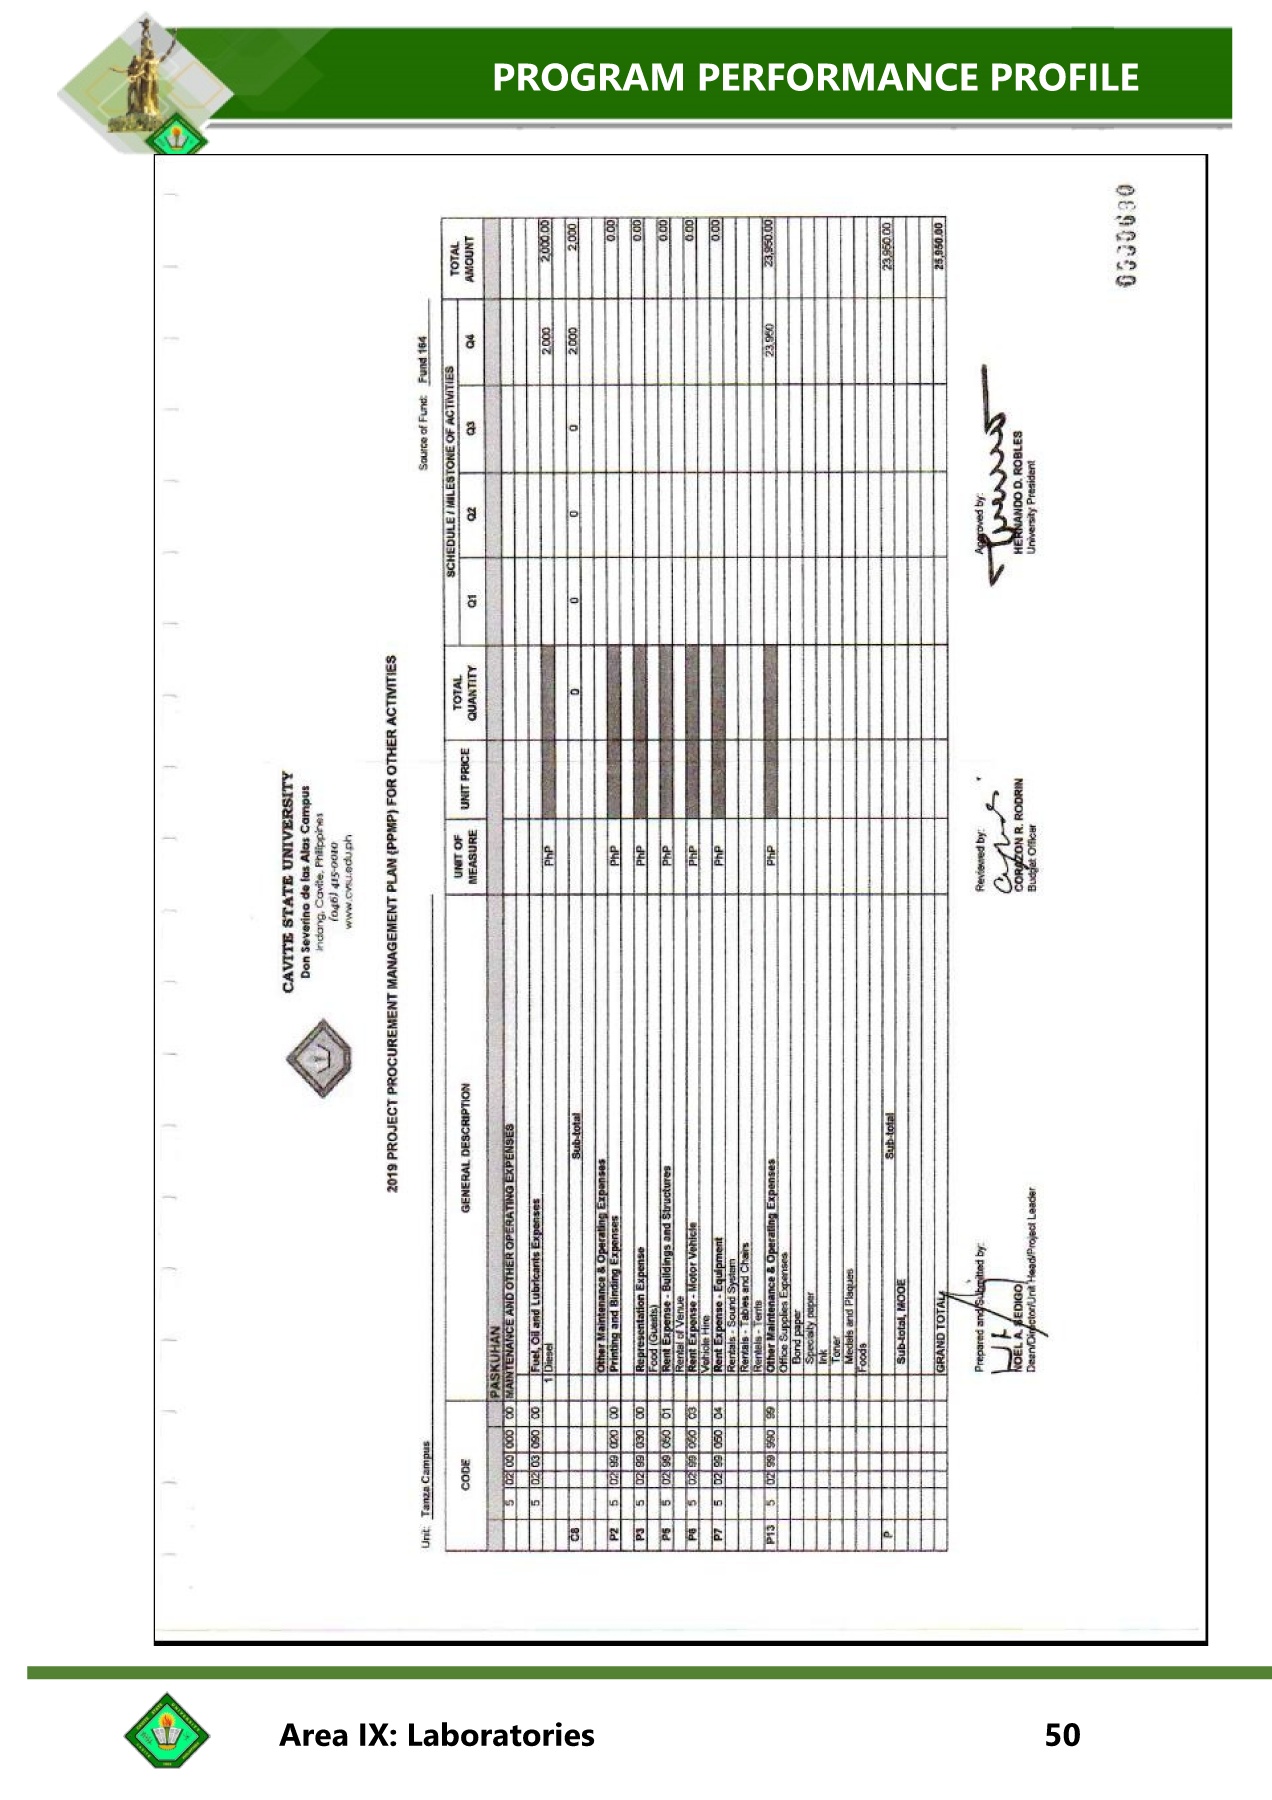 PROGRAM PERFORMANCE PROFILE
CAVITE STATE UNIVERSITY
Don Severino de las Alas Campus
Indang, Cavite, Philippines
(046) 415-0010
www.cvsu.edu.ph
2019 PROJECT PROCUREMENT MANAGEMENT PLAN (PPMP) FOR OTHER ACTIVITIES
Unit: Tanza Campus Source of Fund: Fund 164
CODE GENERAL DESCRIPTION UNIT OF MEASURE UNIT PRICE TOTAL QUANTITY SCHEDULE / MILESTONE OF ACTIVITIES TOTAL AMOUNT
Q1 Q2 Q3 Q4
PASKUHAN
5 02 00 000 00 MAINTENANCE AND OTHER OPERATING EXPENSES
5 02 03 090 00 Fuel, Oil and Lubricants Expenses
1 Diesel PhP 2,000 2,000.00
C8 Sub-total 0 0 0 0 2,000 2,000
Other Maintenance & Operating Expenses
P2 5 02 99 020 00 Printing and Binding Expenses PhP 0.00
P3 5 02 99 030 00 Representation Expense PhP 0.00
Food (Guests)
P5 5 02 99 050 01 Rent Expense - Buildings and Structures PhP 0.00
Rental of Venue
P6 5 02 99 050 03 Rent Expense - Motor Vehicle PhP 0.00
Vehicle Hire
P7 5 02 99 050 04 Rent Expense - Equipment PhP 0.00
Rentals - Sound System
Rentals - Tables and Chairs
Rentals - Tents
P13 5 02 99 990 99 Other Maintenance & Operating Expenses PhP 23,950 23,950.00
Office Supplies Expenses
Bond paper
Specialty paper
Ink
Toner
Medals and Plaques
Foods
P Sub-total 23,950.00
Sub-total, MOOE
GRAND TOTAL 25,950.00
Prepared and Submitted by: Reviewed by: Approved by:
NOEL A. SEDIGO CORAZON R. RODRIN HERNANDO D. ROBLES
Dean/Director/Unit Head/Project Leader Budget Officer University President
Area IX: Laboratories 50